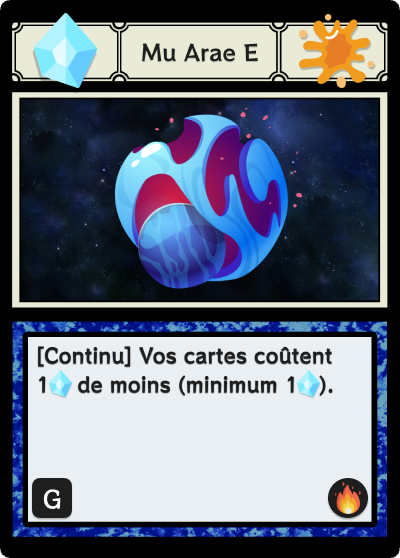 Mu Arae E
[Continu] Vos cartes coûtent
1 de moins (minimum 1).
G